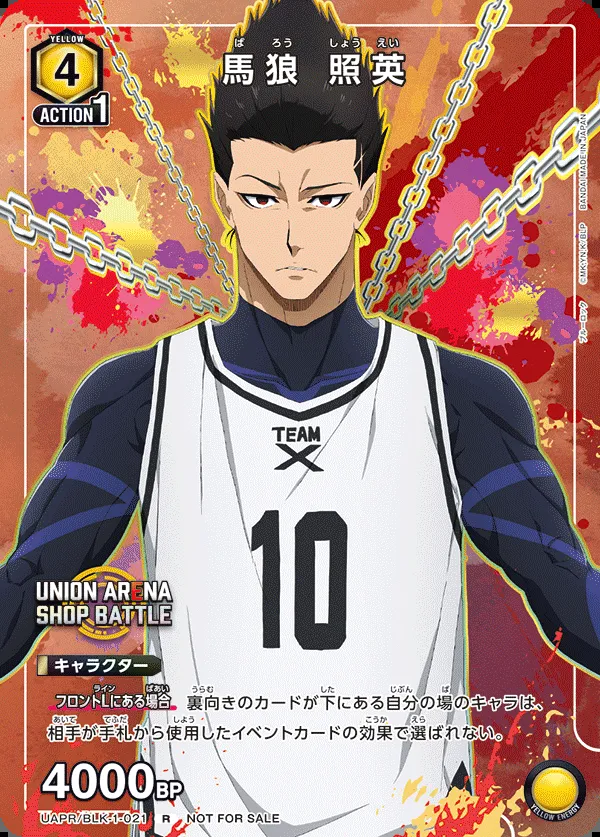 YELLOW
4
ACTION 1
ば ろう しょう えい
馬狼 照英
TEAM
X
10
UNION ARENA
SHOP BATTLE
キャラクター
ライン ばあい うらむ した じぶん ば
フロントLにある場合 裏向きのカードが下にある自分の場のキャラは、
あいて てふだ しよう こうか えら
相手が手札から使用したイベントカードの効果で選ばれない。
4000BP
UAPR/BLK-1-021 R NOT FOR SALE
YELLOW ENERGY
ブルーロック ©MK,YN,K/BLP BANDAI MADE IN JAPAN